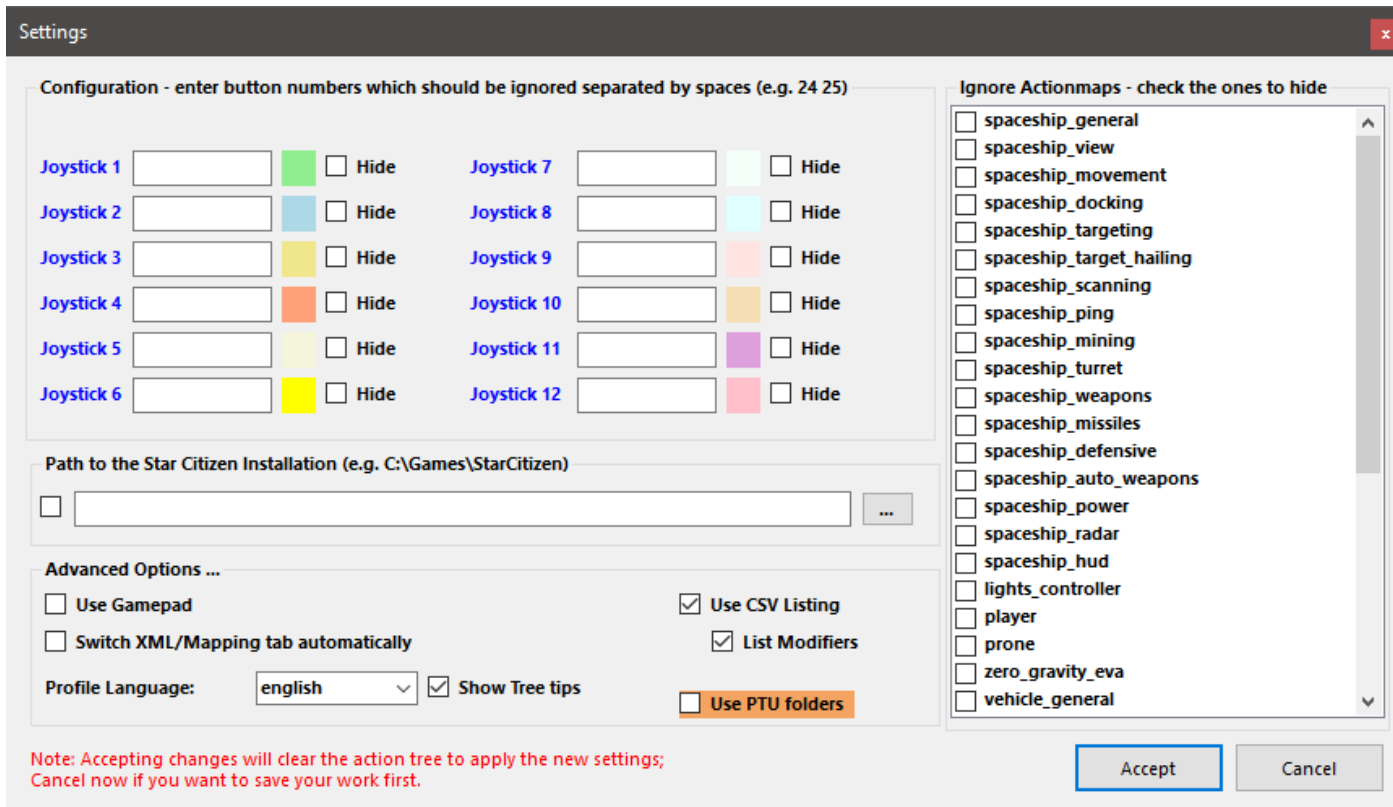 Settings
x
Configuration - enter button numbers which should be ignored separated by spaces (e.g. 24 25)
Joystick 1 Hide Joystick 7 Hide
Joystick 2 Hide Joystick 8 Hide
Joystick 3 Hide Joystick 9 Hide
Joystick 4 Hide Joystick 10 Hide
Joystick 5 Hide Joystick 11 Hide
Joystick 6 Hide Joystick 12 Hide
Path to the Star Citizen Installation (e.g. C:\Games\StarCitizen)
...
Advanced Options ...
Use Gamepad Use CSV Listing
Switch XML/Mapping tab automatically List Modifiers
Profile Language: english Show Tree tips
Use PTU folders
Ignore Actionmaps - check the ones to hide
spaceship_general
spaceship_view
spaceship_movement
spaceship_docking
spaceship_targeting
spaceship_target_hailing
spaceship_scanning
spaceship_ping
spaceship_mining
spaceship_turret
spaceship_weapons
spaceship_missiles
spaceship_defensive
spaceship_auto_weapons
spaceship_power
spaceship_radar
spaceship_hud
lights_controller
player
prone
zero_gravity_eva
vehicle_general
Note: Accepting changes will clear the action tree to apply the new settings;
Cancel now if you want to save your work first.
Accept Cancel